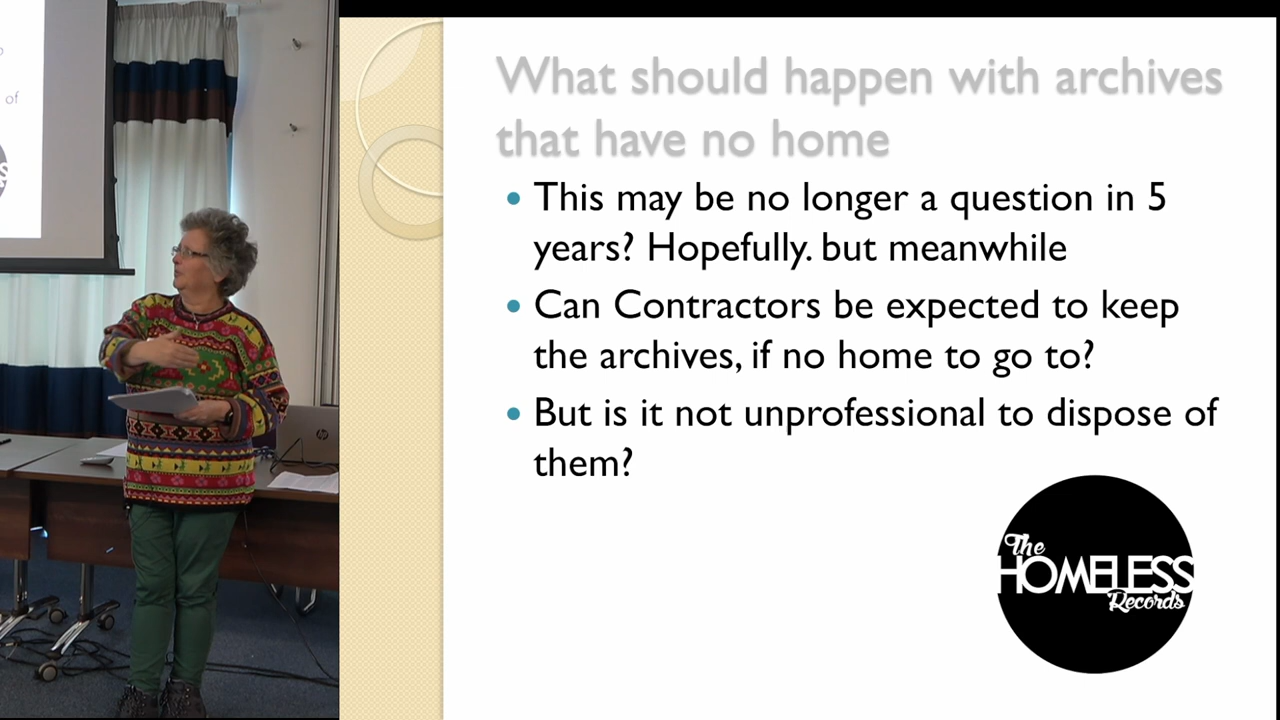 What should happen with archives
that have no home
• This may be no longer a question in 5
years? Hopefully. but meanwhile
• Can Contractors be expected to keep
the archives, if no home to go to?
• But is it not unprofessional to dispose of
them?
The
HOMELESS
Records
of
hp